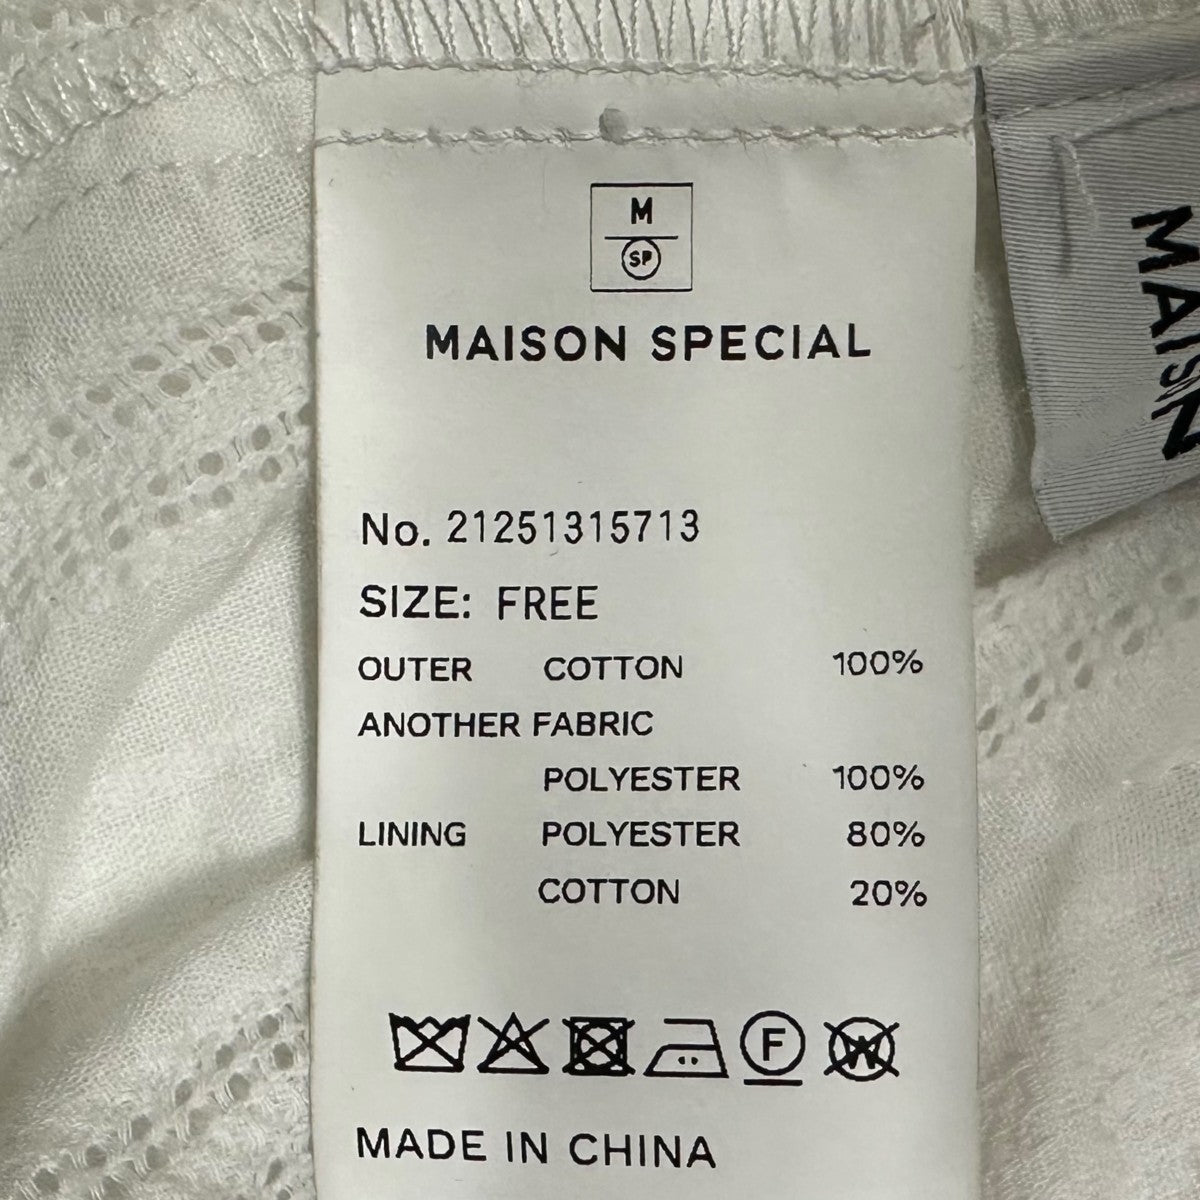 M
SP
MAISON SPECIAL
No. 21251315713
SIZE: FREE
OUTER COTTON 100%
ANOTHER FABRIC
POLYESTER 100%
LINING POLYESTER 80%
COTTON 20%
F
W
MADE IN CHINA
MAISON